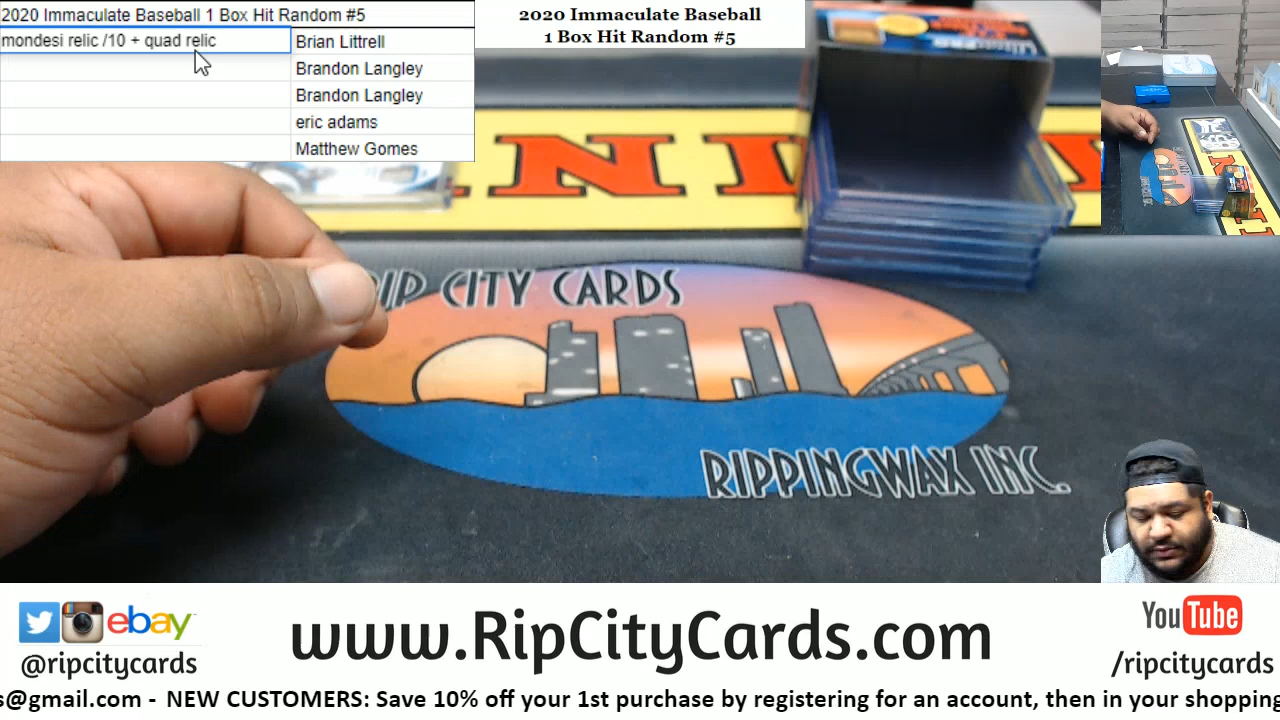 2020 Immaculate Baseball 1 Box Hit Random #5
mondesi relic /10 + quad relic
Brian Littrell
Brandon Langley
Brandon Langley
eric adams
Matthew Gomes
2020 Immaculate Baseball
1 Box Hit Random #5
RIP CITY CARDS
RIPPINGWAX INC.
ebay
@ripcitycards
www.RipCityCards.com
YouTube
/ripcitycards
s@gmail.com - NEW CUSTOMERS: Save 10% off your 1st purchase by registering for an account, then in your shopping